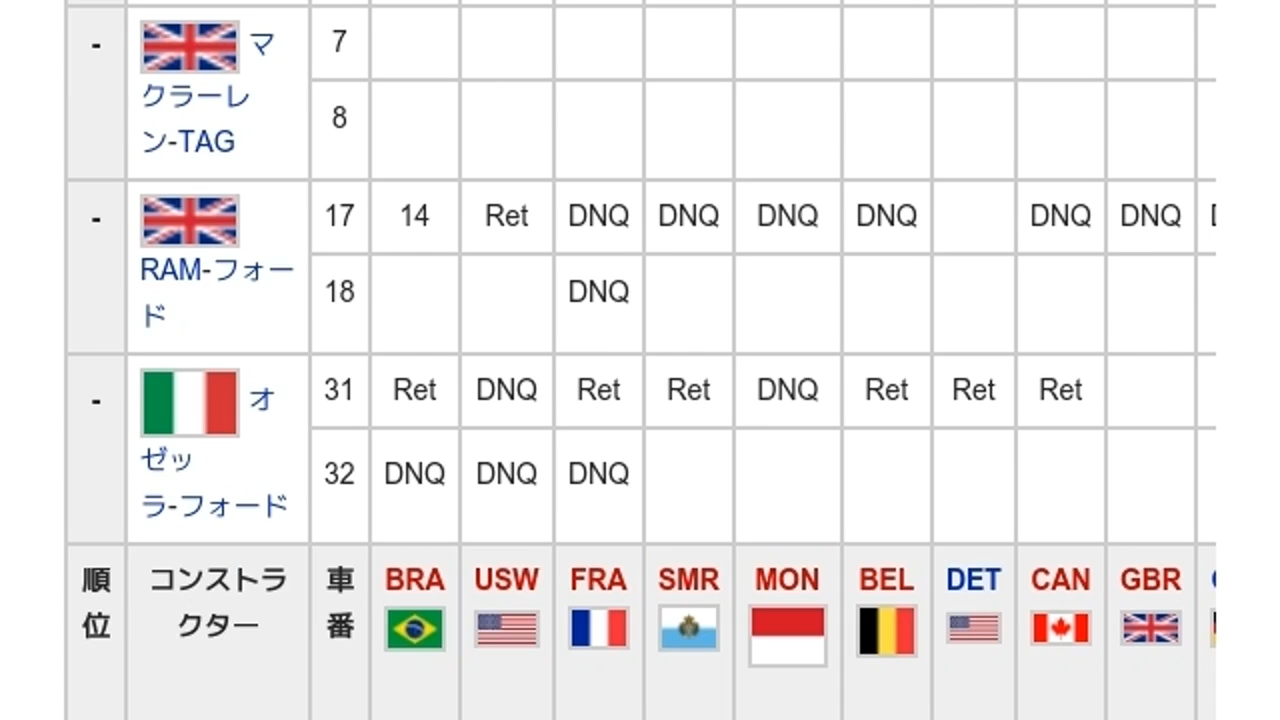 - マクラーレン-TAG 7
8
- RAM-フォード 17 14 Ret DNQ DNQ DNQ DNQ DNQ DNQ
18 DNQ
- オゼッラ-フォード 31 Ret DNQ Ret Ret DNQ Ret Ret Ret
32 DNQ DNQ DNQ
順位 コンストラクター 車番 BRA USW FRA SMR MON BEL DET CAN GBR